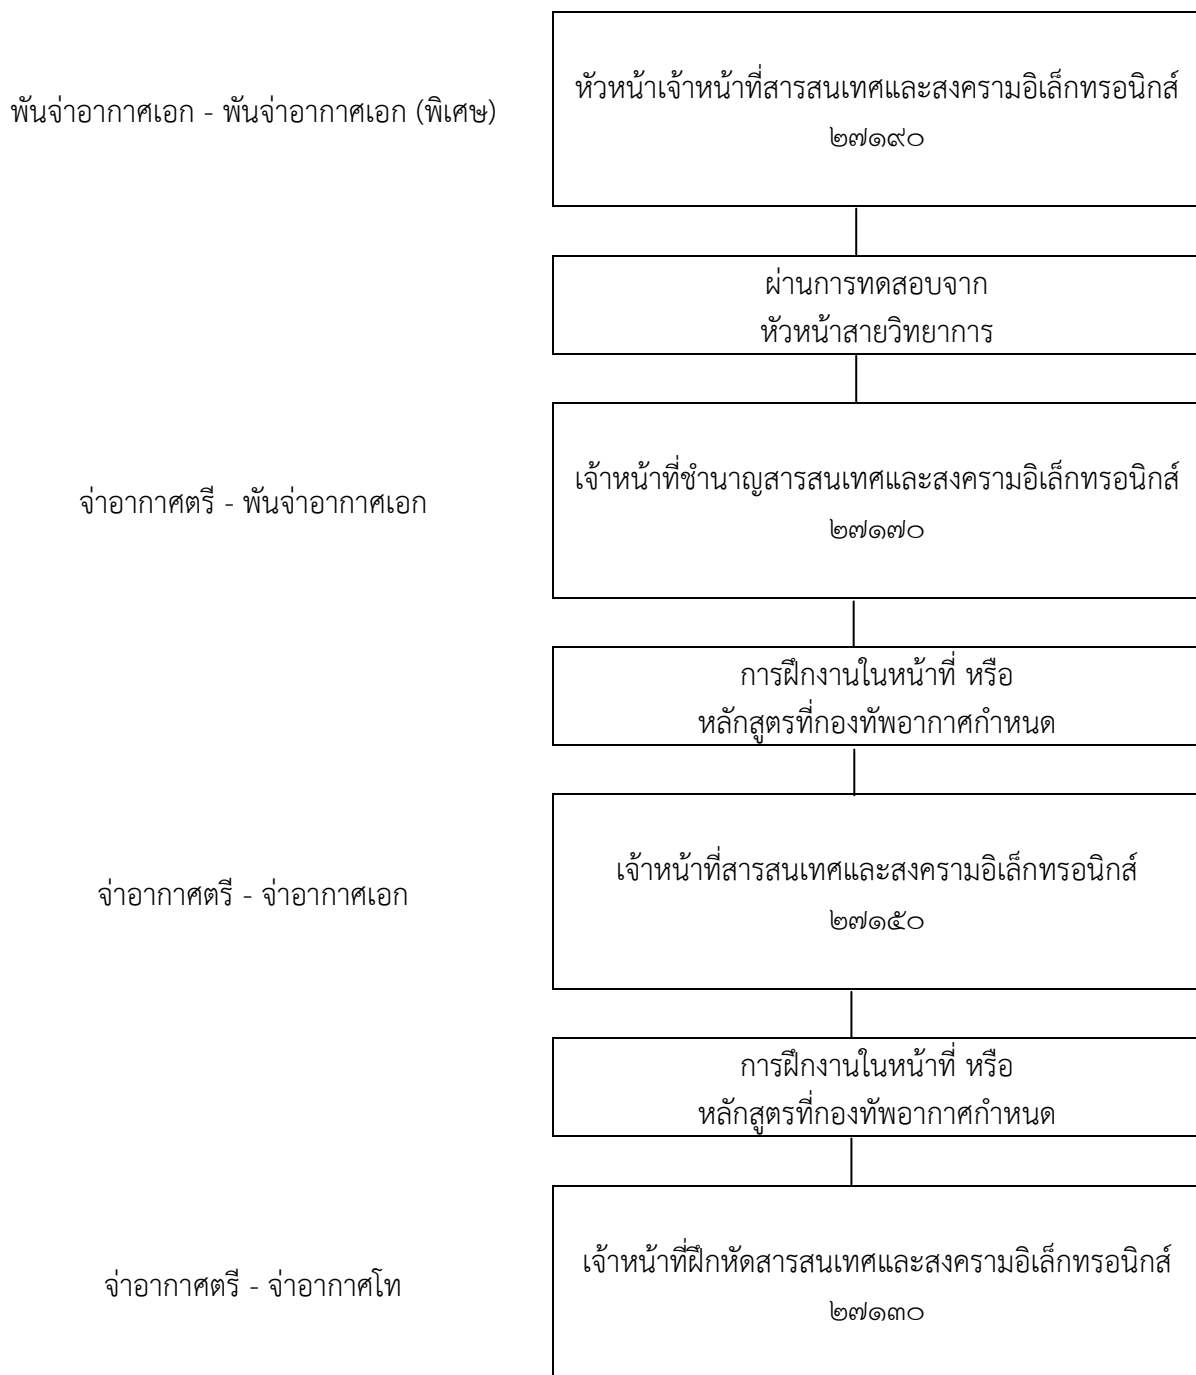 หัวหน้าเจ้าหน้าที่สารสนเทศและสงครามอิเล็กทรอนิกส์
พันจ่าอากาศเอก - พันจ่าอากาศเอก (พิเศษ)
๒๗๑๙๐
ผ่านการทดสอบจาก
หัวหน้าสายวิทยาการ
เจ้าหน้าที่ชำนาญสารสนเทศและสงครามอิเล็กทรอนิกส์
จ่าอากาศตรี - พันจ่าอากาศเอก
๒๗๑๗๐
การฝึกงานในหน้าที่ หรือ
หลักสูตรที่กองทัพอากาศกำหนด
เจ้าหน้าที่สารสนเทศและสงครามอิเล็กทรอนิกส์
จ่าอากาศตรี - จ่าอากาศเอก
๒๗๑๕๐
การฝึกงานในหน้าที่ หรือ
หลักสูตรที่กองทัพอากาศกำหนด
เจ้าหน้าที่ฝึกหัดสารสนเทศและสงครามอิเล็กทรอนิกส์
จ่าอากาศตรี - จ่าอากาศโท
๒๗๑๓๐